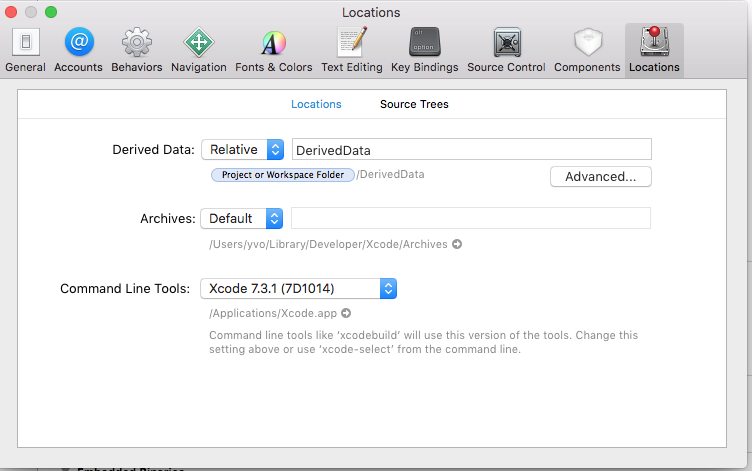 Locations
General Accounts Behaviors Navigation Fonts & Colors Text Editing Key Bindings Source Control Components Locations
Locations Source Trees
Derived Data: Relative DerivedData
Project or Workspace Folder /DerivedData Advanced...
Archives: Default
/Users/yvo/Library/Developer/Xcode/Archives
Command Line Tools: Xcode 7.3.1 (7D1014)
/Applications/Xcode.app
Command line tools like ‘xcodebuild’ will use this version of the tools. Change this
setting above or use ‘xcode-select’ from the command line.
Embedded Binaries